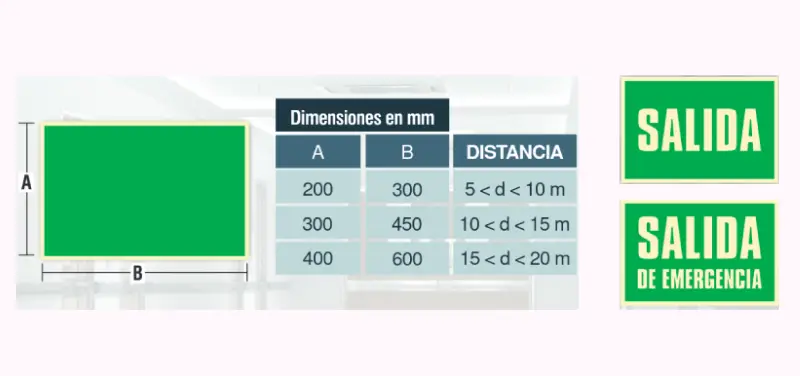 A
B
Dimensiones en mm
A B DISTANCIA
200 300 5 < d < 10 m
300 450 10 < d < 15 m
400 600 15 < d < 20 m
SALIDA
SALIDA
DE EMERGENCIA